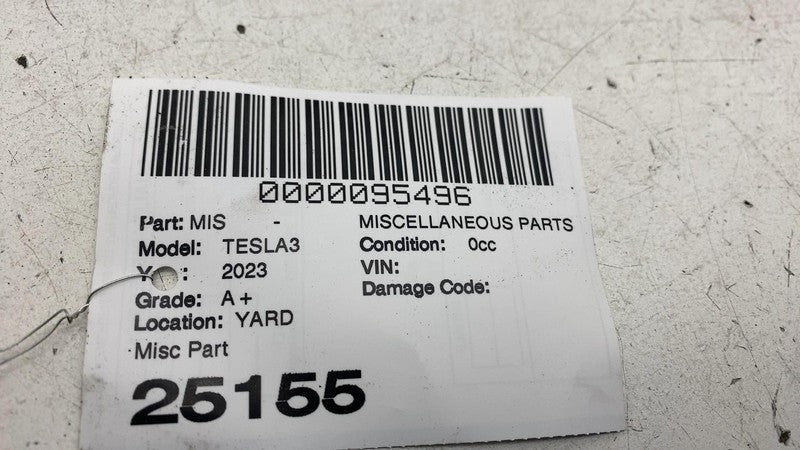 0000095496
Part: MIS - MISCELLANEOUS PARTS
Model: TESLA3 Condition: 0cc
2023 VIN:
Grade: A+ Damage Code:
Location: YARD
Misc Part
25155